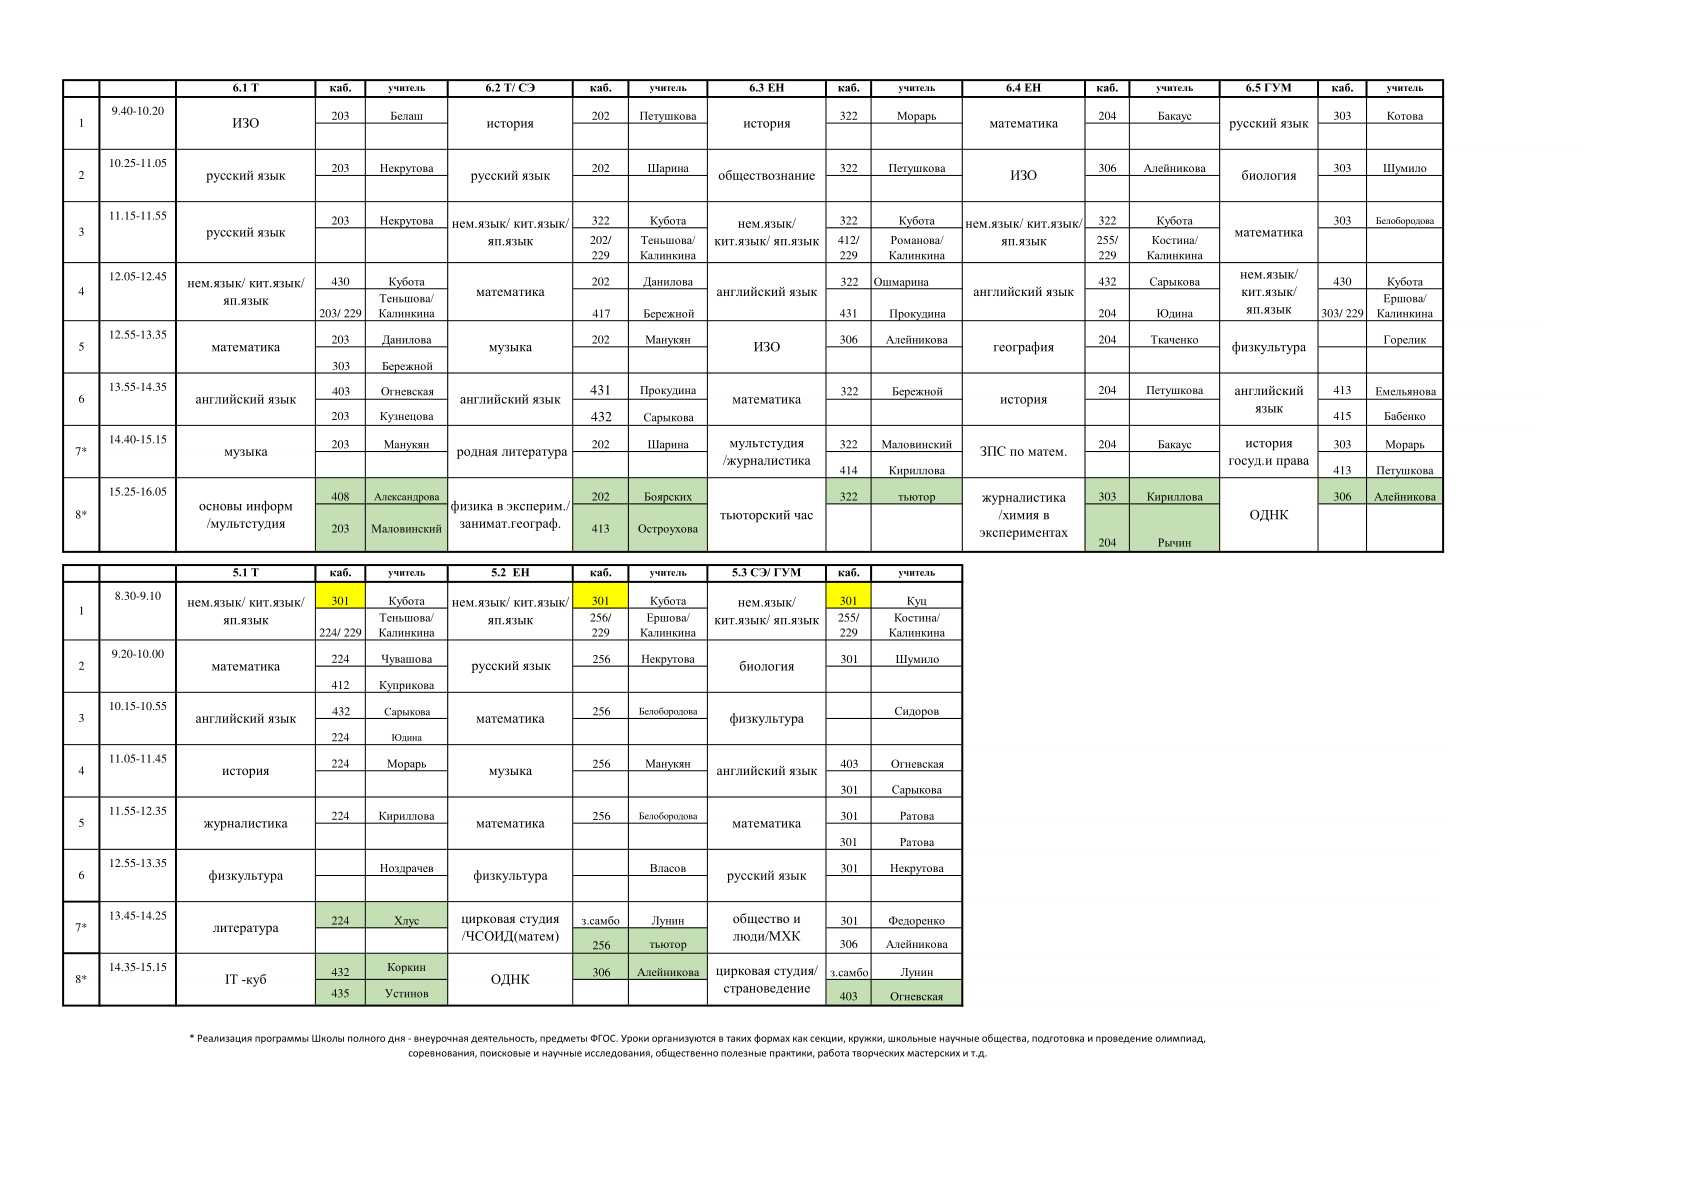 6.1 Т каб. учитель 6.2 Т/ СЭ каб. учитель 6.3 ЕН каб. учитель 6.4 ЕН каб. учитель 6.5 ГУМ каб. учитель
1 9.40-10.20 ИЗО 203 Белаш история 202 Петушкова история 322 Морарь математика 204 Бакаус русский язык 303 Котова
2 10.25-11.05 русский язык 203 Некрутова русский язык 202 Шарина обществознание 322 Петушкова ИЗО 306 Алейникова биология 303 Шумило
3 11.15-11.55 русский язык 203 Некрутова нем.язык/ кит.язык/ яп.язык 322 Кубота нем.язык/ кит.язык/ яп.язык 322 Кубота нем.язык/ кит.язык/ яп.язык 322 Кубота математика 303 Белобородова
202/ 229 Теньшова/ Калинкина 412/ 229 Романова/ Калинкина 255/ 229 Костина/ Калинкина
4 12.05-12.45 нем.язык/ кит.язык/ яп.язык 430 Кубота математика 202 Данилова английский язык 322 Ошмарина английский язык 432 Сарыкова нем.язык/ кит.язык/ яп.язык 430 Кубота
203/ 229 Теньшова/ Калинкина 417 Бережной 431 Прокудина 204 Юдина 303/ 229 Ершова/ Калинкина
5 12.55-13.35 математика 203 Данилова музыка 202 Манукян ИЗО 306 Алейникова география 204 Ткаченко физкультура Горелик
303 Бережной
6 13.55-14.35 английский язык 403 Огневская английский язык 431 Прокудина математика 322 Бережной история 204 Петушкова английский язык 413 Емельянова
203 Кузнецова 432 Сарыкова 415 Бабенко
7* 14.40-15.15 музыка 203 Манукян родная литература 202 Шарина мультстудия /журналистика 322 Маловинский ЗПС по матем. 204 Бакаус история госуд.и права 303 Морарь
414 Кириллова 413 Петушкова
8* 15.25-16.05 основы информ /мультстудия 408 Александрова физика в эксперим./ занимат.географ. 202 Боярских тьюторский час 322 тьютор журналистика /химия в экспериментах 303 Кириллова ОДНК 306 Алейникова
203 Маловинский 413 Остроухова 204 Рычин
5.1 Т каб. учитель 5.2 ЕН каб. учитель 5.3 СЭ/ ГУМ каб. учитель
1 8.30-9.10 нем.язык/ кит.язык/ яп.язык 301 Кубота нем.язык/ кит.язык/ яп.язык 301 Кубота нем.язык/ кит.язык/ яп.язык 301 Куц
224/ 229 Теньшова/ Калинкина 256/ 229 Ершова/ Калинкина 255/ 229 Костина/ Калинкина
2 9.20-10.00 математика 224 Чувашова русский язык 256 Некрутова биология 301 Шумило
412 Куприкова
3 10.15-10.55 английский язык 432 Сарыкова математика 256 Белобородова физкультура Сидоров
224 Юдина
4 11.05-11.45 история 224 Морарь музыка 256 Манукян английский язык 403 Огневская
301 Сарыкова
5 11.55-12.35 журналистика 224 Кириллова математика 256 Белобородова математика 301 Ратова
301 Ратова
6 12.55-13.35 физкультура Ноздрачев физкультура Власов русский язык 301 Некрутова
7* 13.45-14.25 литература 224 Хлус цирковая студия /ЧСОИД(матем) з.самбо Лунин общество и люди/МХК 301 Федоренко
256 тьютор 306 Алейникова
8* 14.35-15.15 IT -куб 432 Коркин ОДНК 306 Алейникова цирковая студия/ страноведение з.самбо Лунин
435 Устинов 403 Огневская
* Реализация программы Школы полного дня - внеурочная деятельность, предметы ФГОС. Уроки организуются в таких формах как секции, кружки, школьные научные общества, подготовка и проведение олимпиад,
соревнования, поисковые и научные исследования, общественно полезные практики, работа творческих мастерских и т.д.